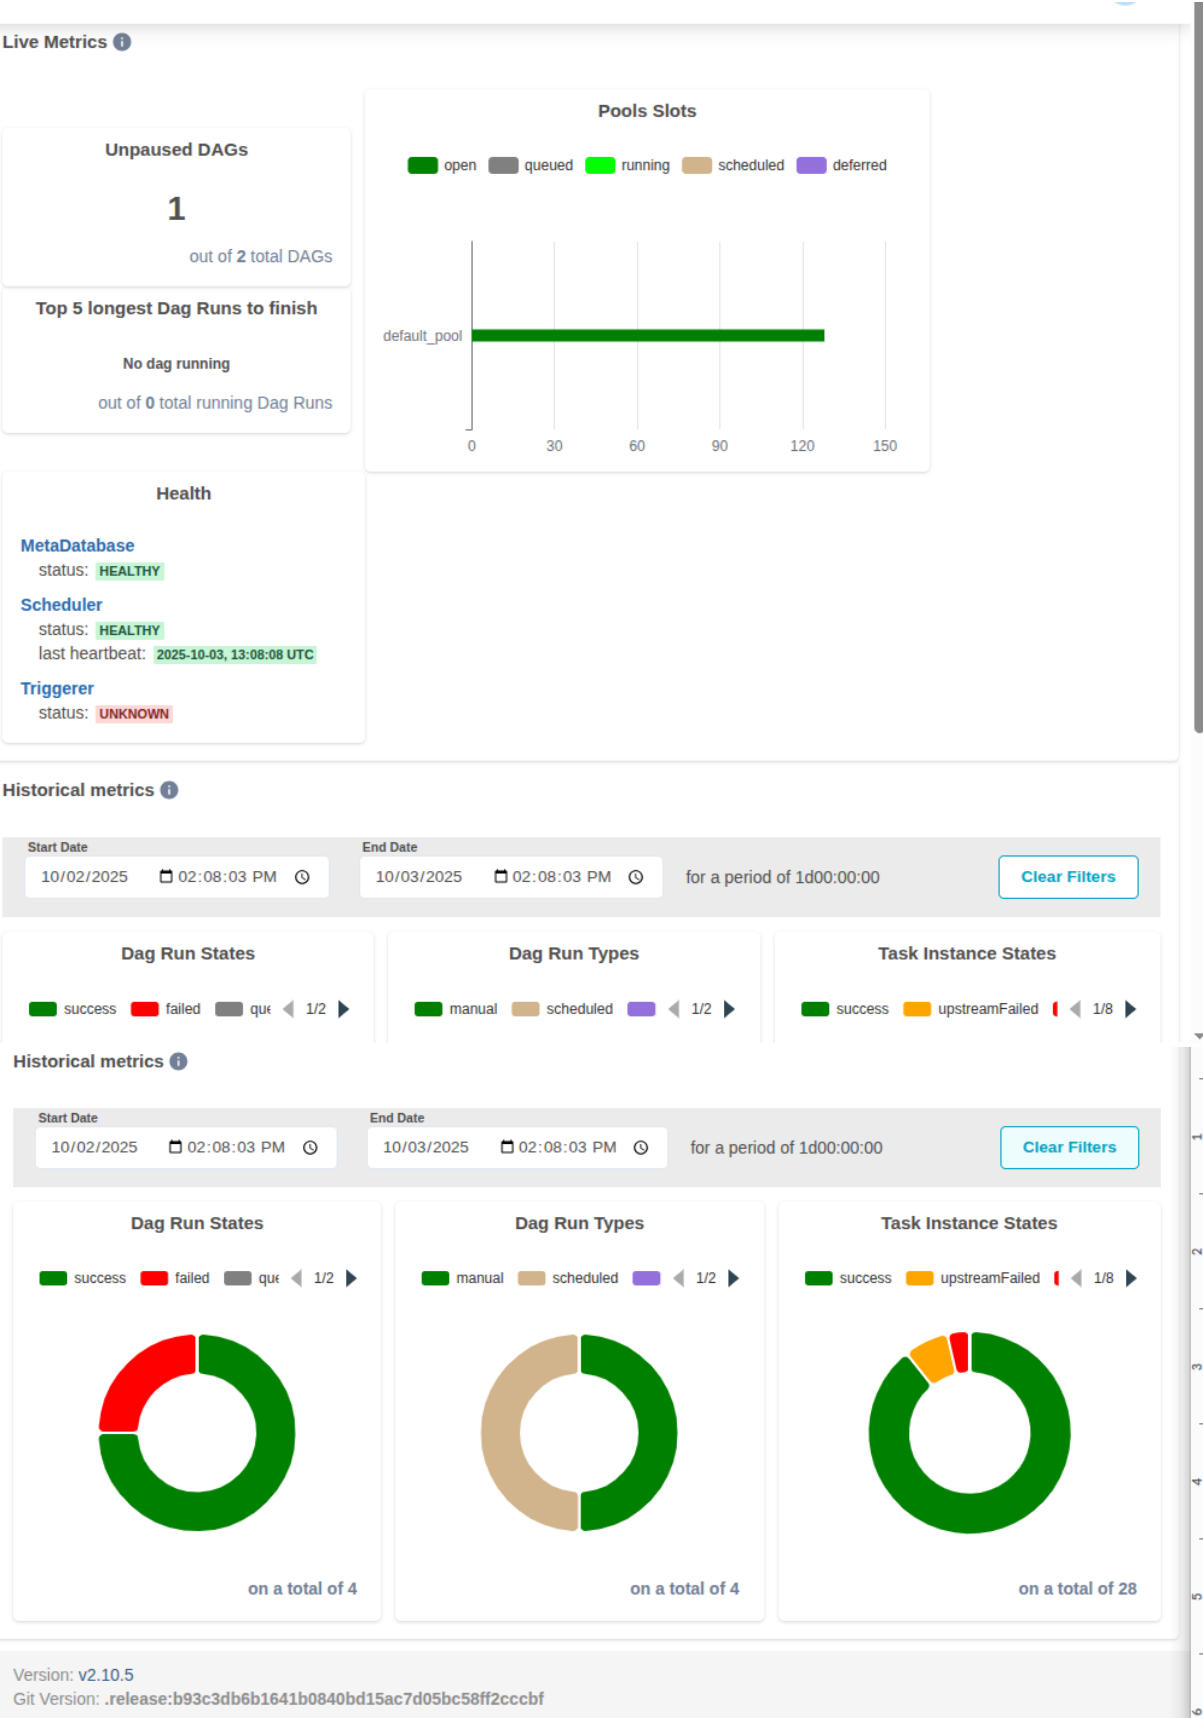 Live Metrics
Unpaused DAGs
1
out of 2 total DAGs
Top 5 longest Dag Runs to finish
No dag running
out of 0 total running Dag Runs
Pools Slots
open queued running scheduled deferred
default_pool
0 30 60 90 120 150
Health
MetaDatabase
status: HEALTHY
Scheduler
status: HEALTHY
last heartbeat: 2025-10-03, 13:08:08 UTC
Triggerer
status: UNKNOWN
Historical metrics
Start Date End Date
10/02/2025 02:08:03 PM 10/03/2025 02:08:03 PM for a period of 1d00:00:00 Clear Filters
Dag Run States
success failed que 1/2
Dag Run Types
manual scheduled 1/2
Task Instance States
success upstreamFailed 1/8
Historical metrics
Start Date End Date
10/02/2025 02:08:03 PM 10/03/2025 02:08:03 PM for a period of 1d00:00:00 Clear Filters
Dag Run States
success failed que 1/2
on a total of 4
Dag Run Types
manual scheduled 1/2
on a total of 4
Task Instance States
success upstreamFailed 1/8
on a total of 28
Version: v2.10.5
Git Version: .release:b93c3db6b1641b0840bd15ac7d05bc58ff2cccbf
1
2
3
4
5
6